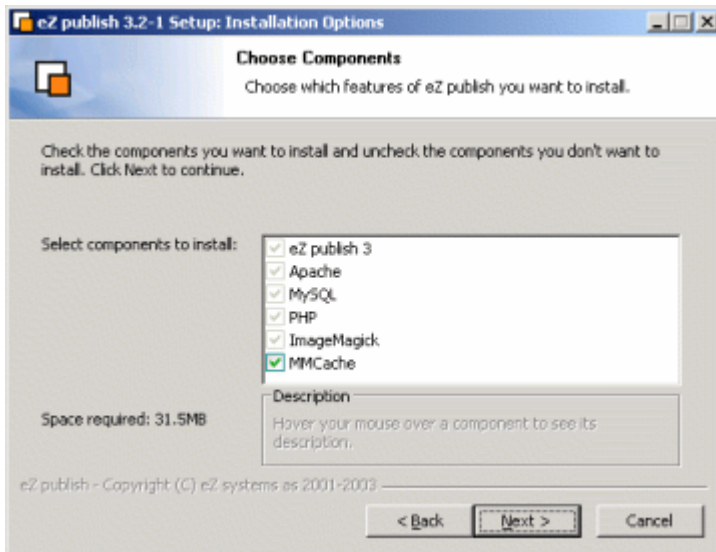 eZ publish 3.2-1 Setup: Installation Options
Choose Components
Choose which features of eZ publish you want to install.
Check the components you want to install and uncheck the components you don't want to
install. Click Next to continue.
Select components to install:
eZ publish 3
Apache
MySQL
PHP
ImageMagick
MMCache
Space required: 31.5MB
Description
Hover your mouse over a component to see its
description.
eZ publish - Copyright (C) eZ systems as 2001-2003
< Back
Next >
Cancel